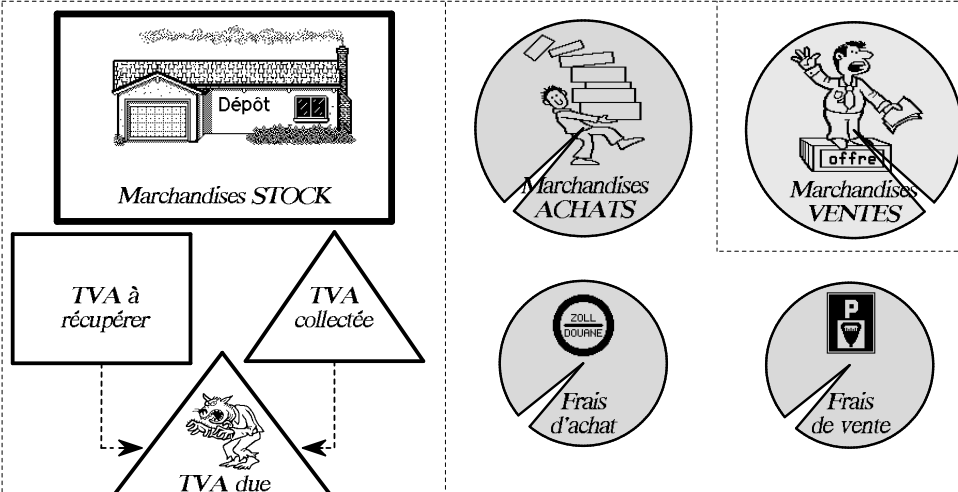 Dépôt
Marchandises STOCK
TVA à
récupérer
TVA
collectée
TVA due
Marchandises
ACHATS
offre
Marchandises
VENTES
ZOLL
DOUANE
Frais
d'achat
P
Frais
de vente